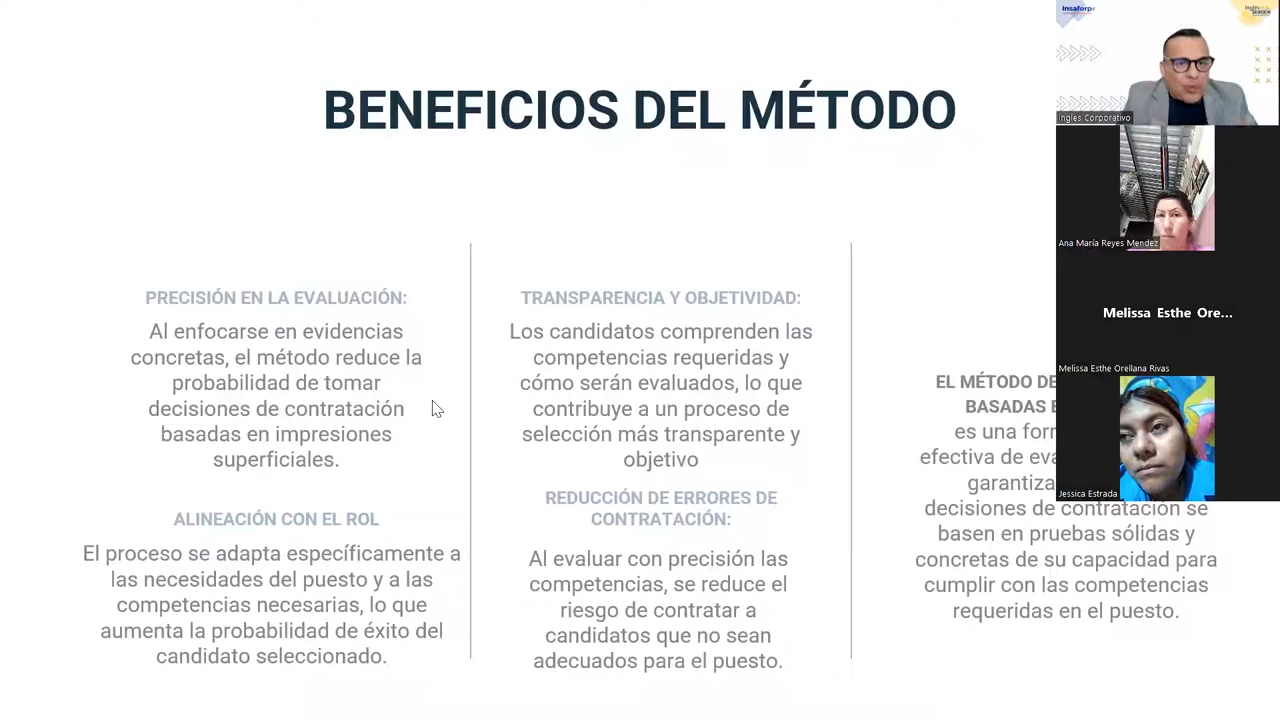 BENEFICIOS DEL MÉTODO
PRECISIÓN EN LA EVALUACIÓN:
Al enfocarse en evidencias
concretas, el método reduce la
probabilidad de tomar
decisiones de contratación
basadas en impresiones
superficiales.
ALINEACIÓN CON EL ROL
El proceso se adapta específicamente a
las necesidades del puesto y a las
competencias necesarias, lo que
aumenta la probabilidad de éxito del
candidato seleccionado.
TRANSPARENCIA Y OBJETIVIDAD:
Los candidatos comprenden las
competencias requeridas y
cómo serán evaluados, lo que
contribuye a un proceso de
selección más transparente y
objetivo
REDUCCIÓN DE ERRORES DE
CONTRATACIÓN:
Al evaluar con precisión las
competencias, se reduce el
riesgo de contratar a
candidatos que no sean
adecuados para el puesto.
EL MÉTODO DE
BASADAS
es una
efectiva de
garantiza
decisiones de contratación se
basen en pruebas sólidas y
concretas de su capacidad para
cumplir con las competencias
requeridas en el puesto.
insaforp
Ingles Corporativo
Ana María Reyes Mendez
Melissa Esthe Ore...
Melissa Esthe Orellana Rivas
Jessica Estrada